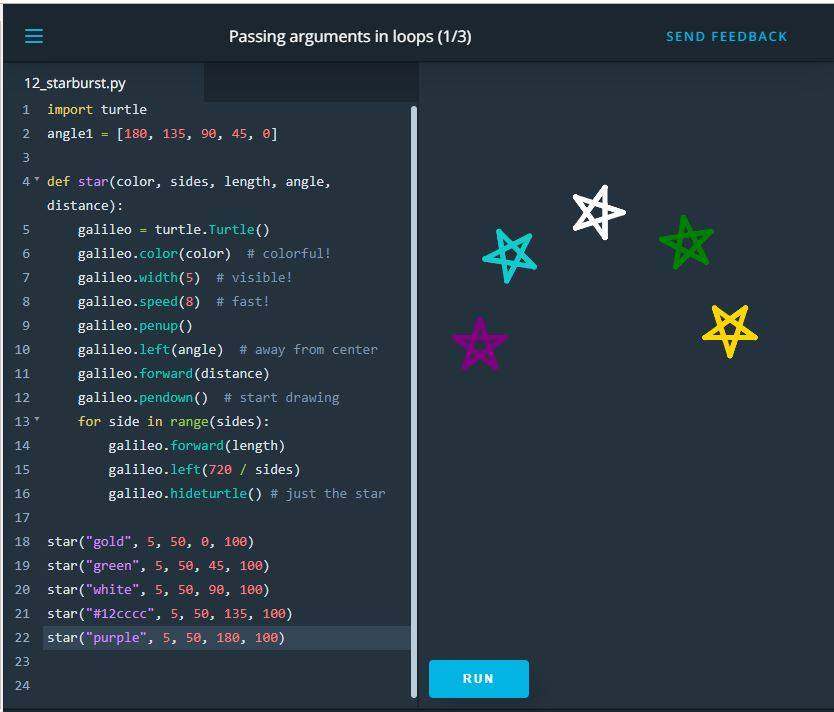 Passing arguments in loops (1/3)
SEND FEEDBACK
12_starburst.py
1 import turtle
2 angle1 = [180, 135, 90, 45, 0]
3
4 def star(color, sides, length, angle,
distance):
5 galileo = turtle.Turtle()
6 galileo.color(color)  # colorful!
7 galileo.width(5)  # visible!
8 galileo.speed(8)  # fast!
9 galileo.penup()
10 galileo.left(angle)  # away from center
11 galileo.forward(distance)
12 galileo.pendown()  # start drawing
13 for side in range(sides):
14 galileo.forward(length)
15 galileo.left(720 / sides)
16 galileo.hideturtle() # just the star
17
18 star("gold", 5, 50, 0, 100)
19 star("green", 5, 50, 45, 100)
20 star("white", 5, 50, 90, 100)
21 star("#12cccc", 5, 50, 135, 100)
22 star("purple", 5, 50, 180, 100)
23
24
RUN